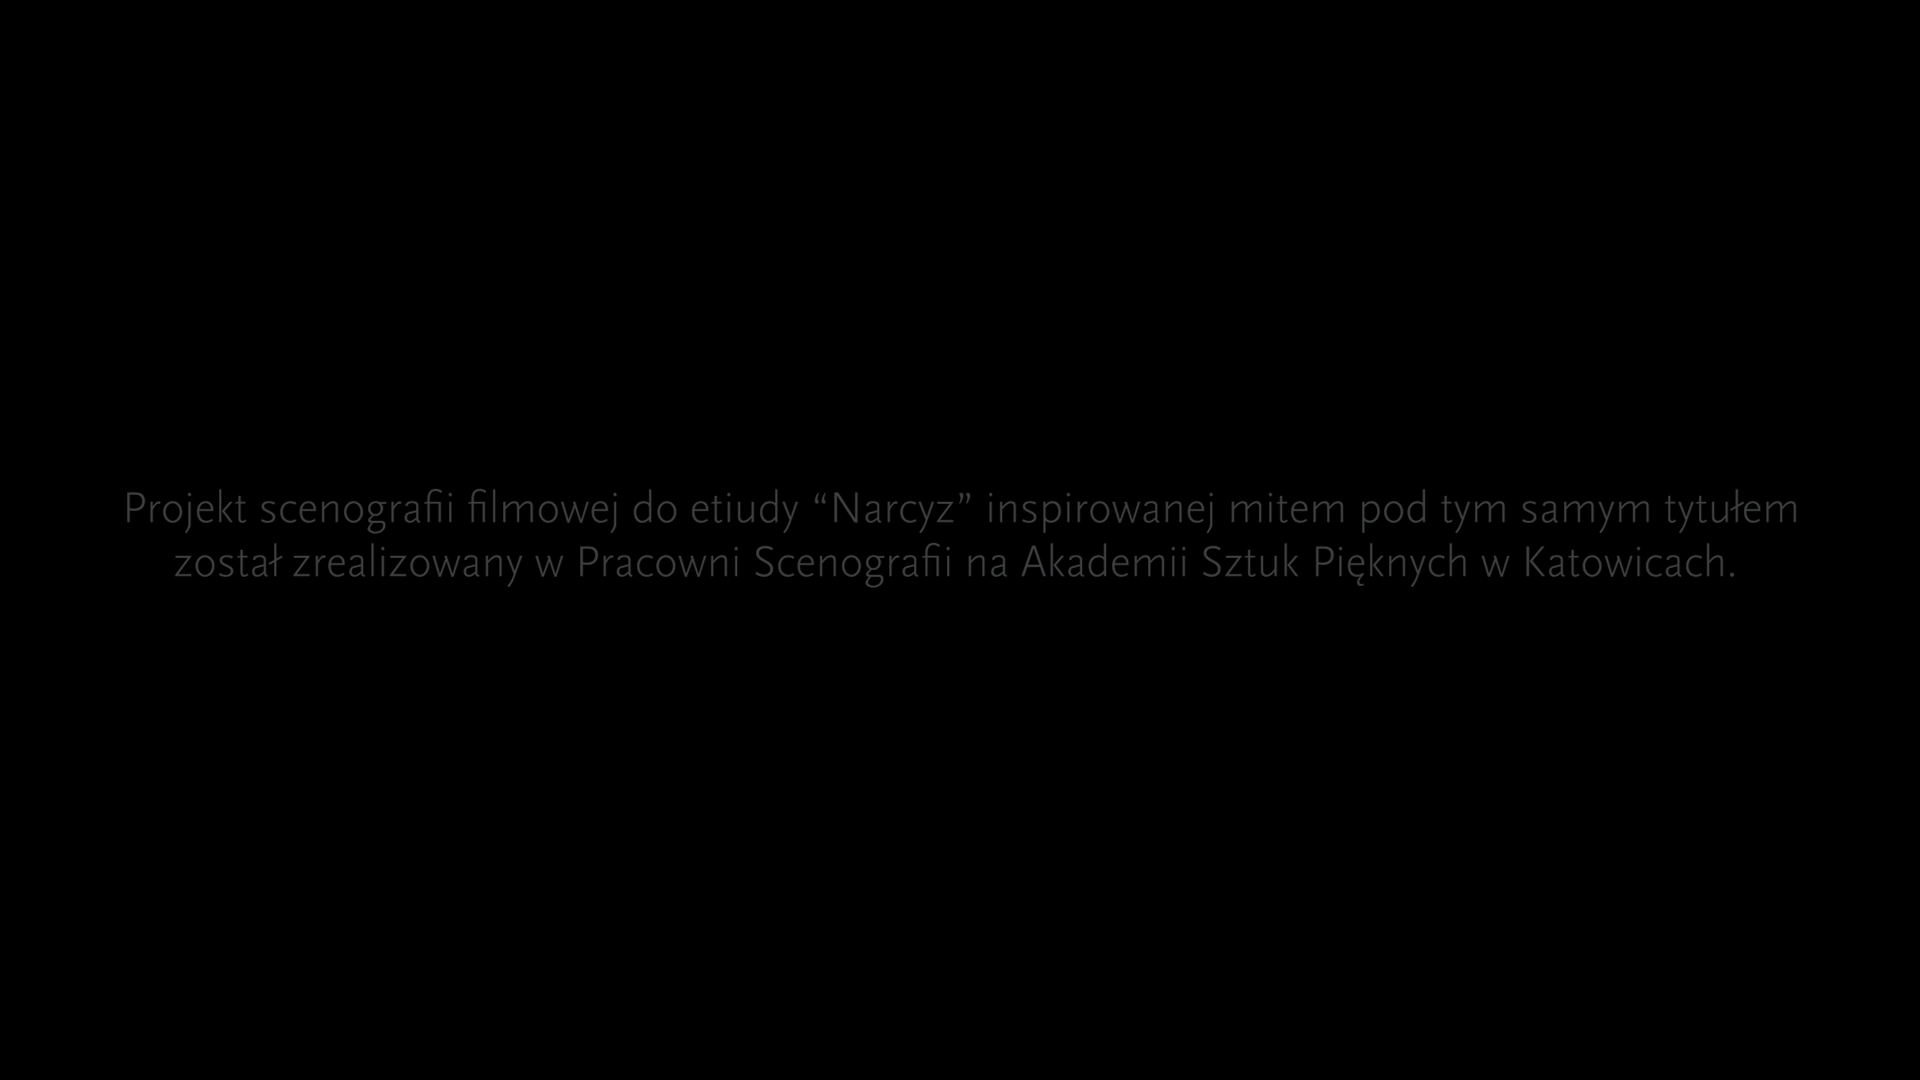 Projekt scenografii filmowej do etiudy “Narcyz” inspirowanej mitem pod tym samym tytułem
został zrealizowany w Pracowni Scenografii na Akademii Sztuk Pięknych w Katowicach.